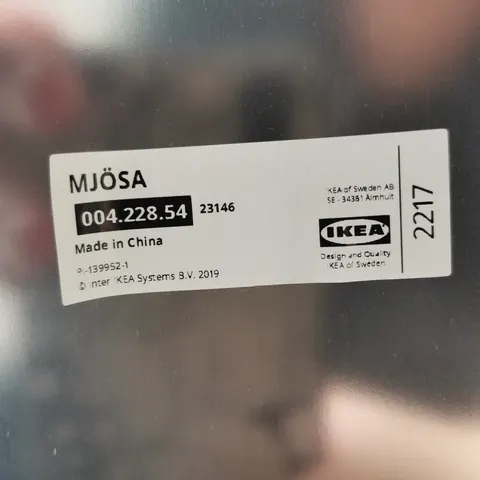 MJÖSA
004.228.54 23146
Made in China
PI-139952-1
© Inter IKEA Systems B.V. 2019
IKEA of Sweden AB
SE - 34381 Älmhult
IKEA
Design and Quality
IKEA of Sweden
2217